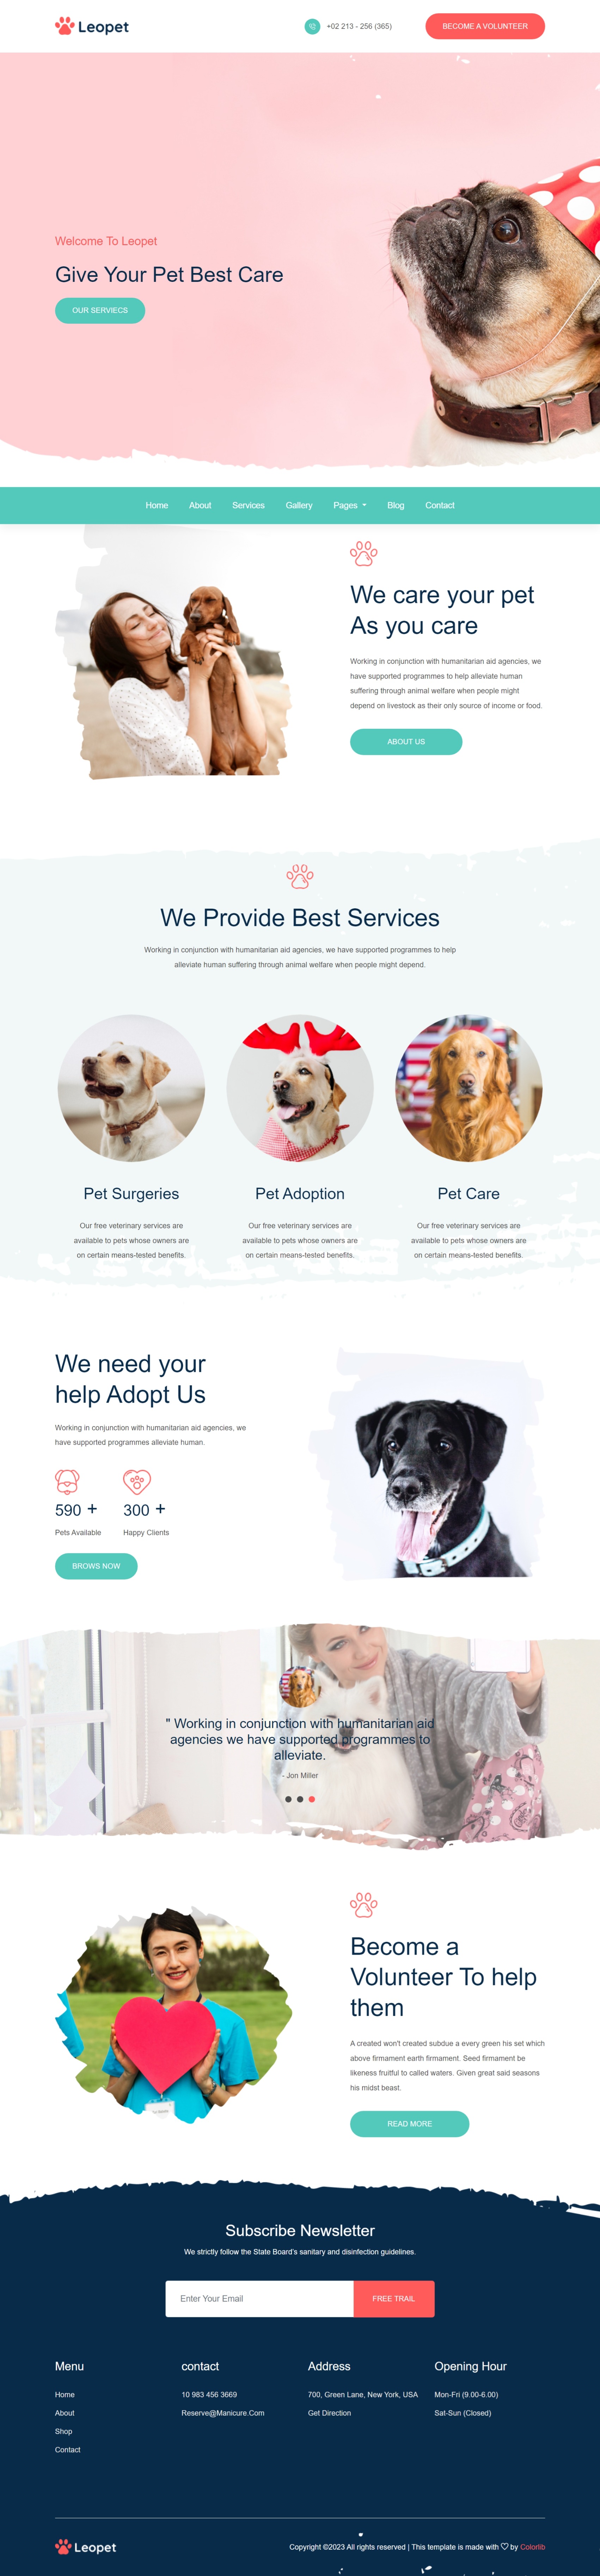 Leopet
+02 213 - 256 (365)
BECOME A VOLUNTEER
Welcome To Leopet
Give Your Pet Best Care
OUR SERVIECS
Home About Services Gallery Pages Blog Contact
We care your pet
As you care
Working in conjunction with humanitarian aid agencies, we
have supported programmes to help alleviate human
suffering through animal welfare when people might
depend on livestock as their only source of income or food.
ABOUT US
We Provide Best Services
Working in conjunction with humanitarian aid agencies, we have supported programmes to help
alleviate human suffering through animal welfare when people might depend.
Pet Surgeries
Our free veterinary services are
available to pets whose owners are
on certain means-tested benefits.
Pet Adoption
Our free veterinary services are
available to pets whose owners are
on certain means-tested benefits.
Pet Care
Our free veterinary services are
available to pets whose owners are
on certain means-tested benefits.
We need your
help Adopt Us
Working in conjunction with humanitarian aid agencies, we
have supported programmes alleviate human.
590 +
Pets Available
300 +
Happy Clients
BROWS NOW
" Working in conjunction with humanitarian aid
agencies we have supported programmes to
alleviate.
- Jon Miller
Become a
Volunteer To help
them
A created won't created subdue a every green his set which
above firmament earth firmament. Seed firmament be
likeness fruitful to called waters. Given great said seasons
his midst beast.
READ MORE
Subscribe Newsletter
We strictly follow the State Board's sanitary and disinfection guidelines.
Enter Your Email
FREE TRAIL
Menu
Home
About
Shop
Contact
contact
10 983 456 3669
Reserve@Manicure.Com
Address
700, Green Lane, New York, USA
Get Direction
Opening Hour
Mon-Fri (9.00-6.00)
Sat-Sun (Closed)
Leopet
Copyright ©2023 All rights reserved | This template is made with ♡ by Colorlib